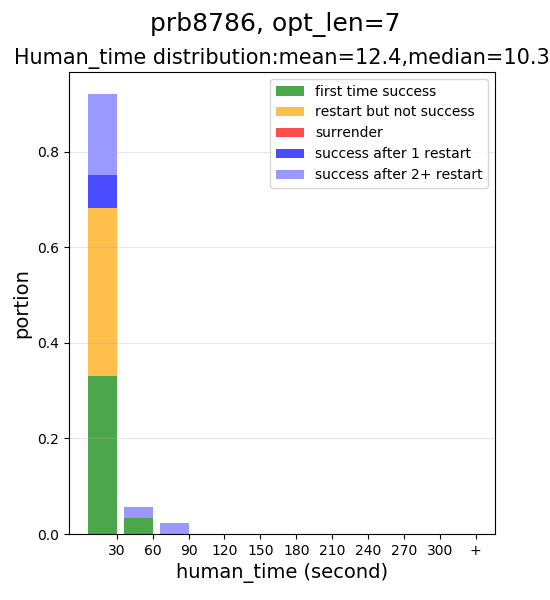 prb8786, opt_len=7
Human_time distribution:mean=12.4,median=10.3
first time success
restart but not success
surrender
success after 1 restart
success after 2+ restart
portion
0.8
0.6
0.4
0.2
0.0
30 60 90 120 150 180 210 240 270 300 +
human_time (second)